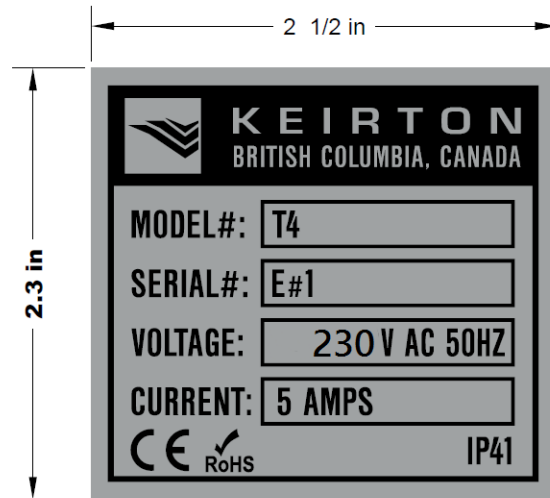 2 1/2 in
2.3 in
KEIRTON
BRITISH COLUMBIA, CANADA
MODEL#: T4
SERIAL#: E#1
VOLTAGE: 230 V AC 50HZ
CURRENT: 5 AMPS
CE RoHS IP41